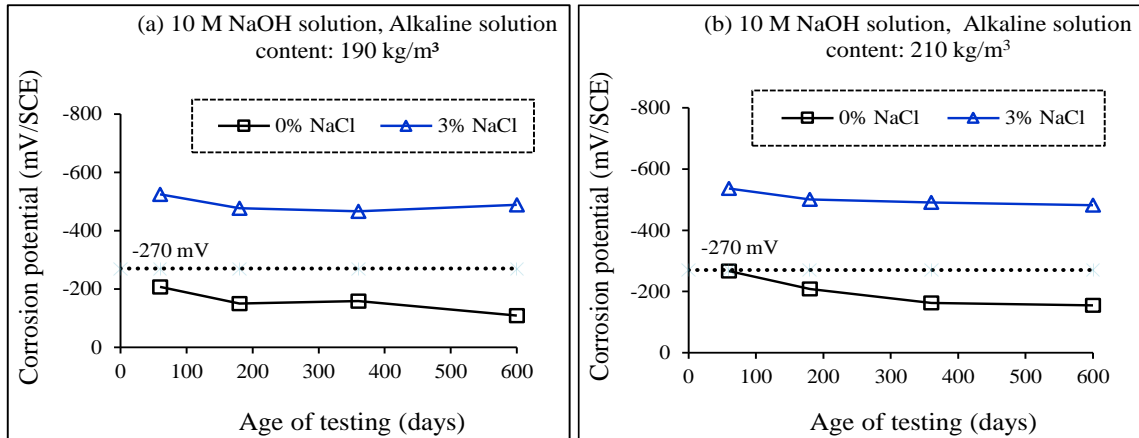 (a) 10 M NaOH solution, Alkaline solution
content: 190 kg/m³
-800
-600
-400
-200
0
0% NaCl
3% NaCl
-270 mV
0 100 200 300 400 500 600
Corrosion potential (mV/SCE)
Age of testing (days)
(b) 10 M NaOH solution, Alkaline solution
content: 210 kg/m³
-800
-600
-400
-200
0
0% NaCl
3% NaCl
-270 mV
0 100 200 300 400 500 600
Corrosion potential (mV/SCE)
Age of testing (days)